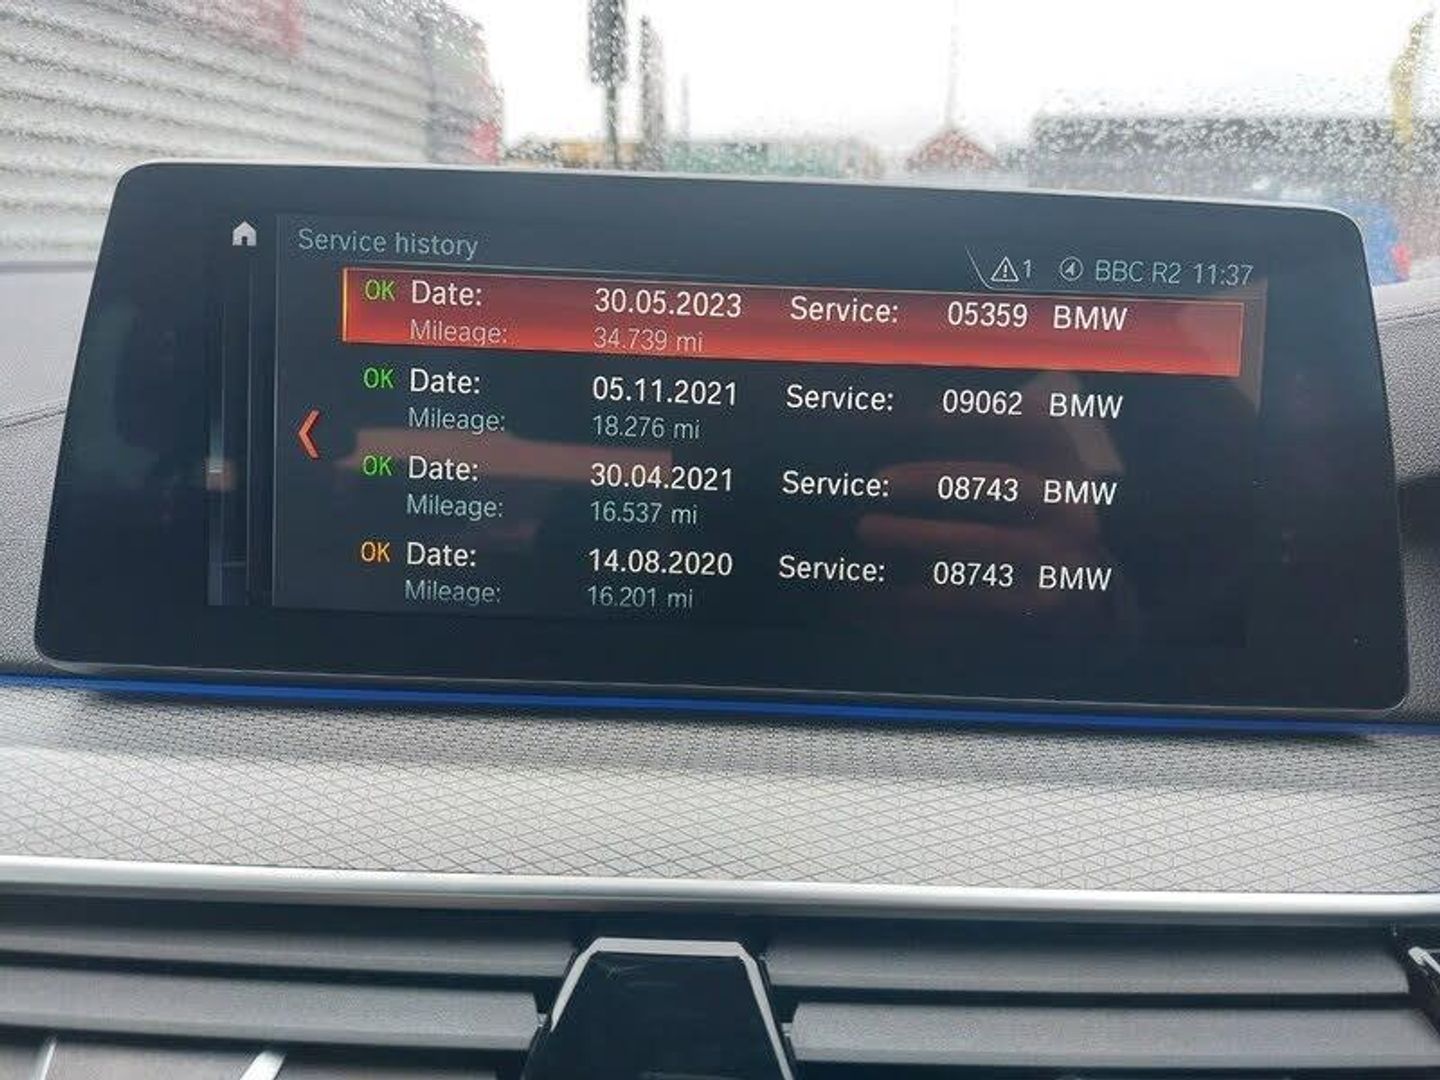 Service history
1 BBC R2 11:37
OK Date: 30.05.2023 Service: 05359 BMW
Mileage: 34.739 mi
OK Date: 05.11.2021 Service: 09062 BMW
Mileage: 18.276 mi
OK Date: 30.04.2021 Service: 08743 BMW
Mileage: 16.537 mi
OK Date: 14.08.2020 Service: 08743 BMW
Mileage: 16.201 mi